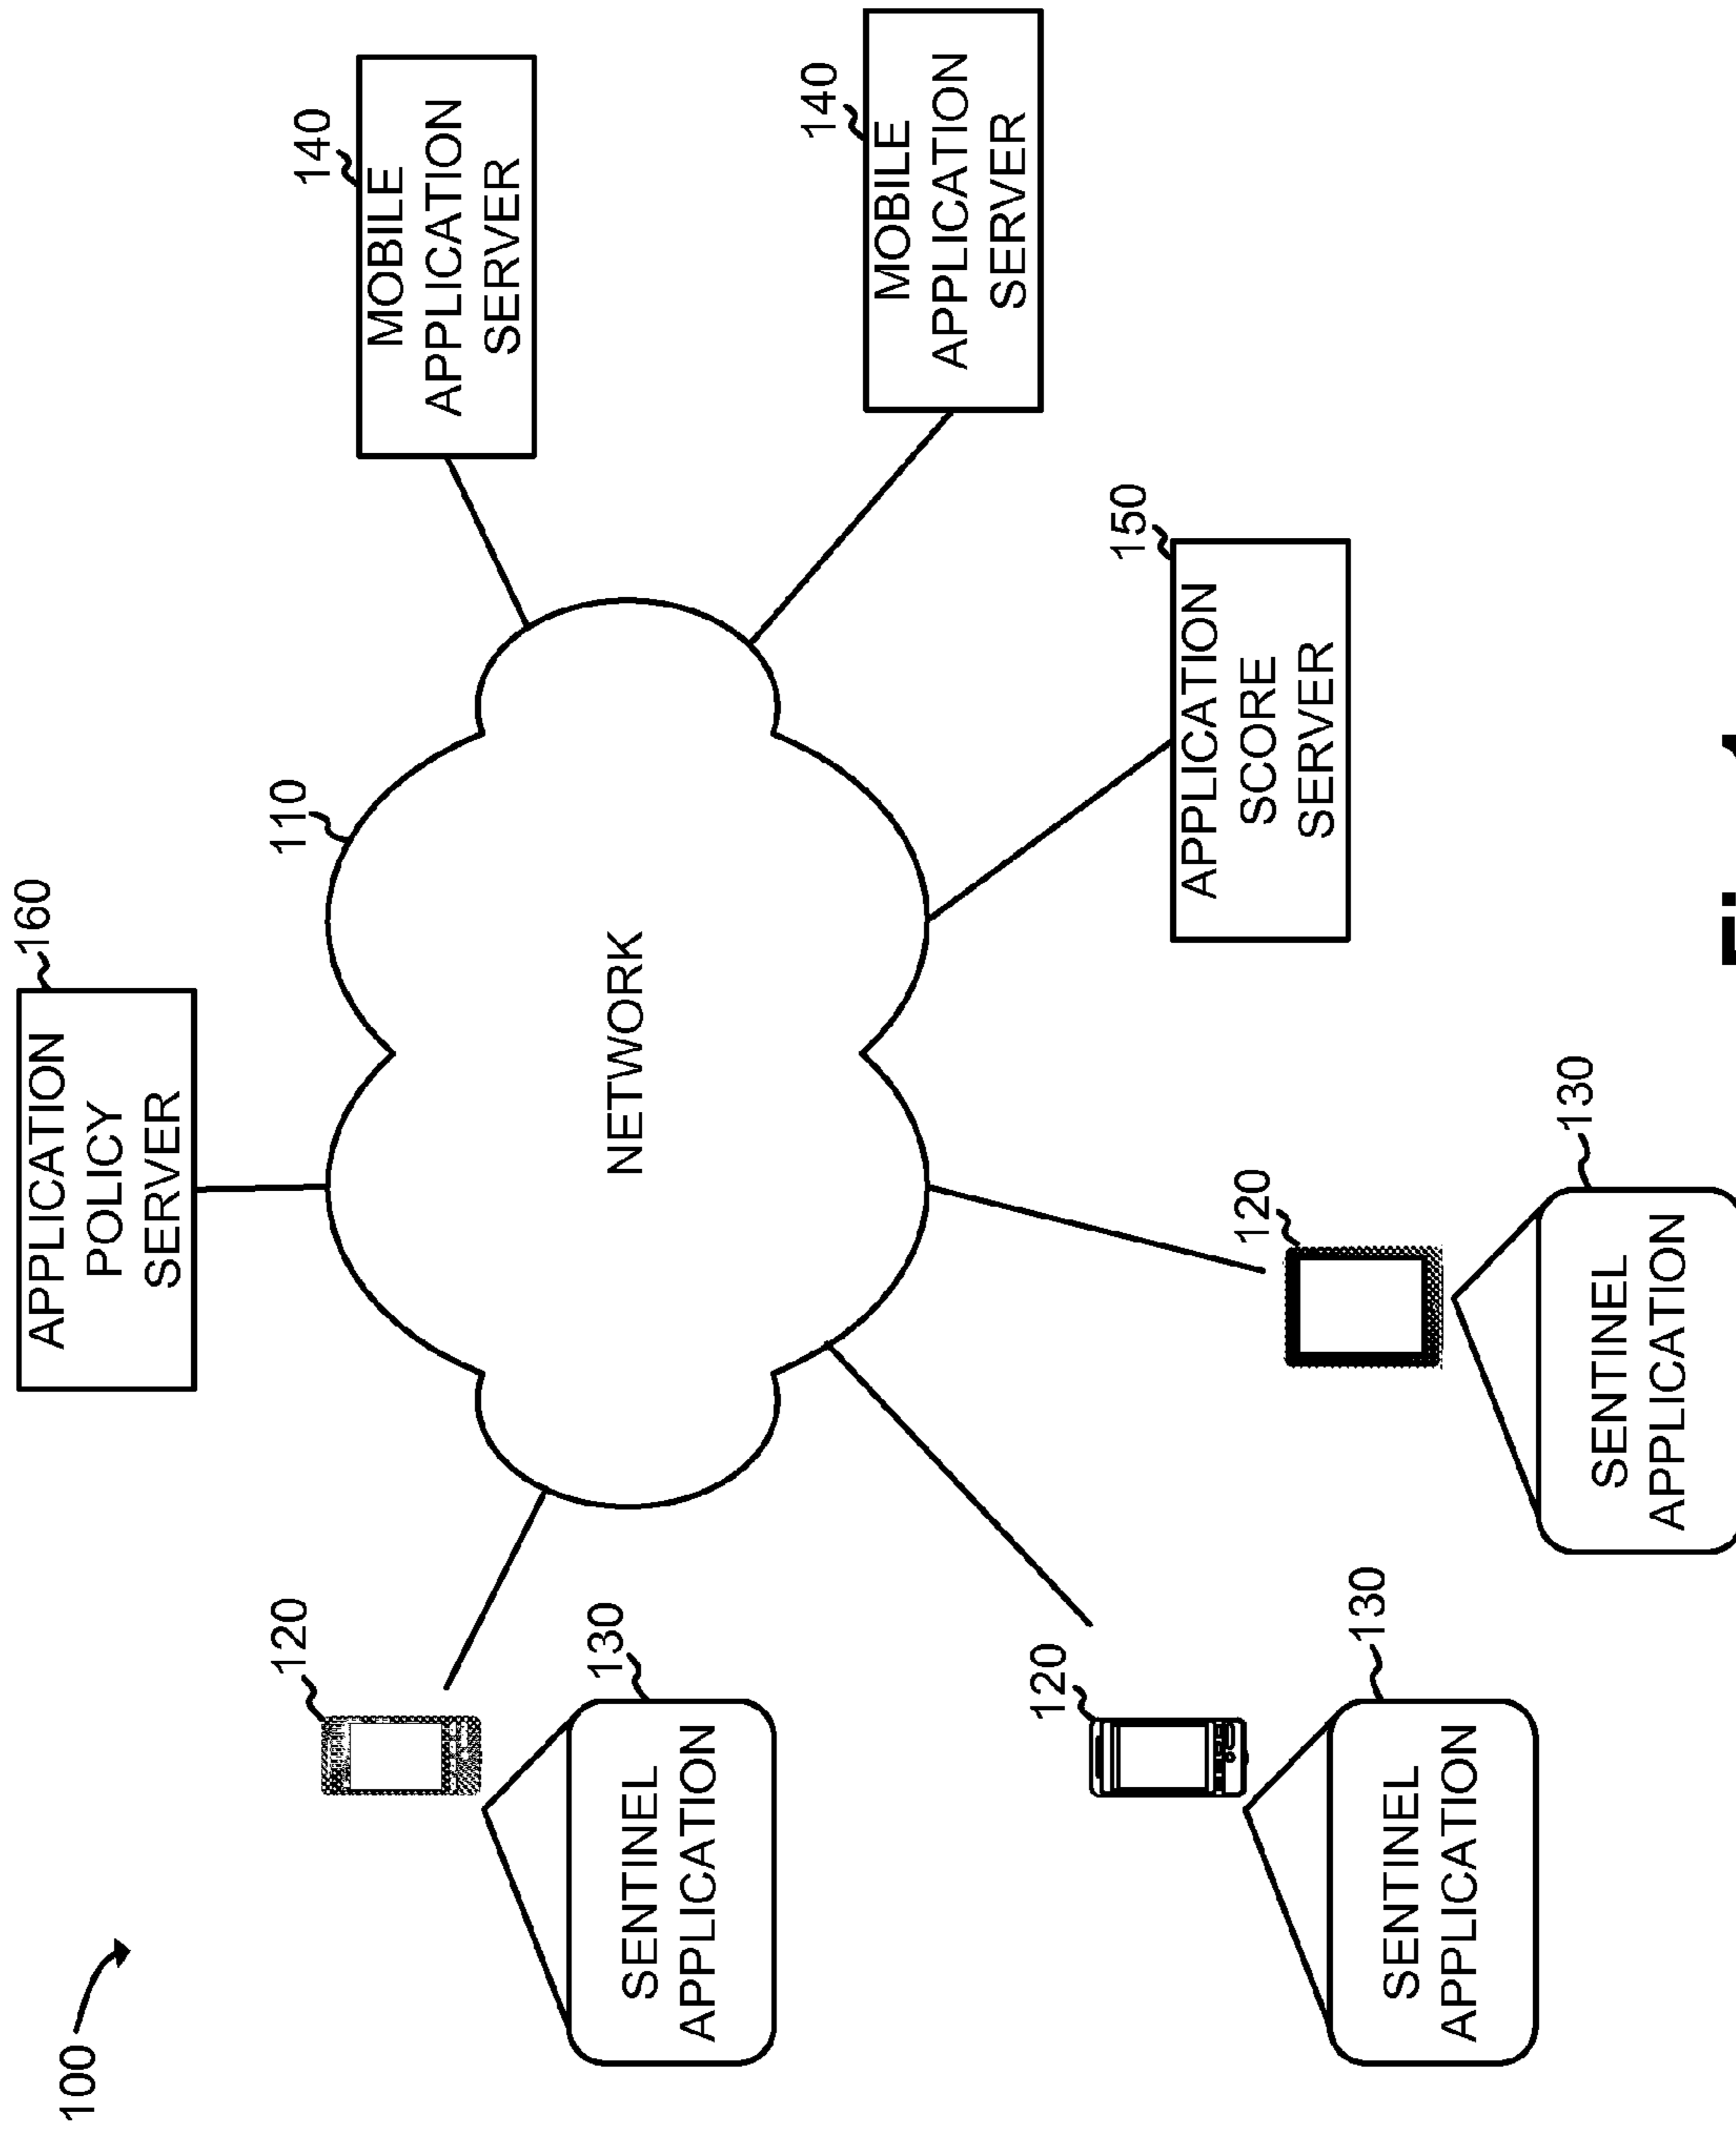 100
160
APPLICATION
POLICY
SERVER
120
110
140
MOBILE
APPLICATION
SERVER
130
SENTINEL
APPLICATION
NETWORK
140
MOBILE
APPLICATION
SERVER
120
150
APPLICATION
SCORE
SERVER
120
130
SENTINEL
APPLICATION
130
SENTINEL
APPLICATION